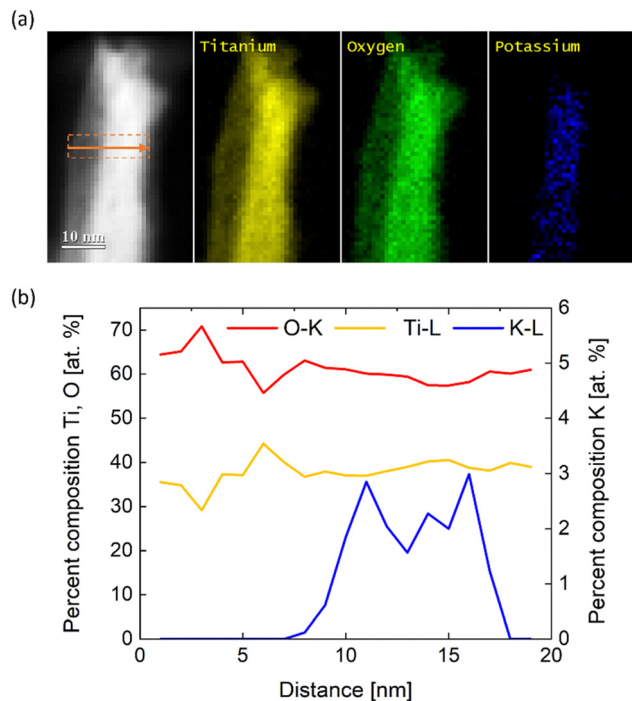 (a)
Titanium
Oxygen
Potassium
10 nm
(b)
Percent composition Ti, O [at. %]
70
60
50
40
30
20
10
0
O-K
Ti-L
K-L
6
5
4
3
2
1
0
Percent composition K [at. %]
0
5
10
15
20
Distance [nm]